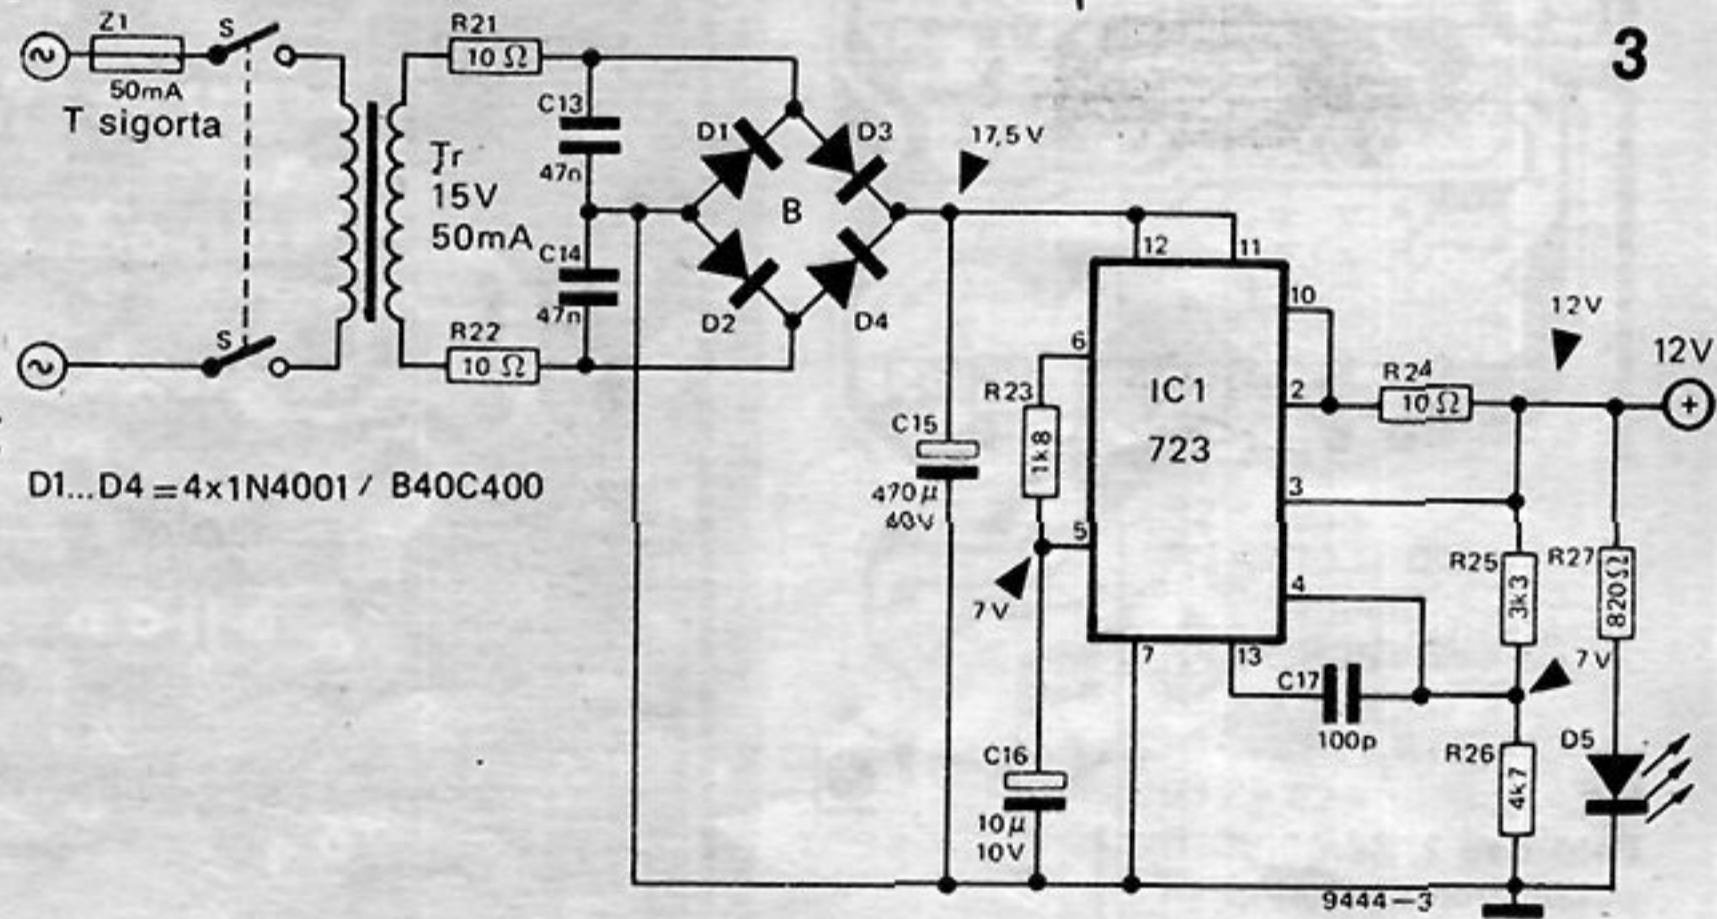 3
Z1
50mA
T sigorta
S
S
R21
10 Ω
C13
47n
Tr
15V
50mA
C14
47n
R22
10 Ω
D1
D3
B
D2
D4
17,5 V
12
11
10
6
IC1
723
2
3
5
4
7
13
R23
1k8
C15
470µ
40V
7V
C16
10µ
10V
12V
12V
+
R24
10 Ω
R25
3k3
R27
820Ω
7V
C17
100p
R26
4k7
D5
D1...D4 = 4x1N4001 / B40C400
9444-3